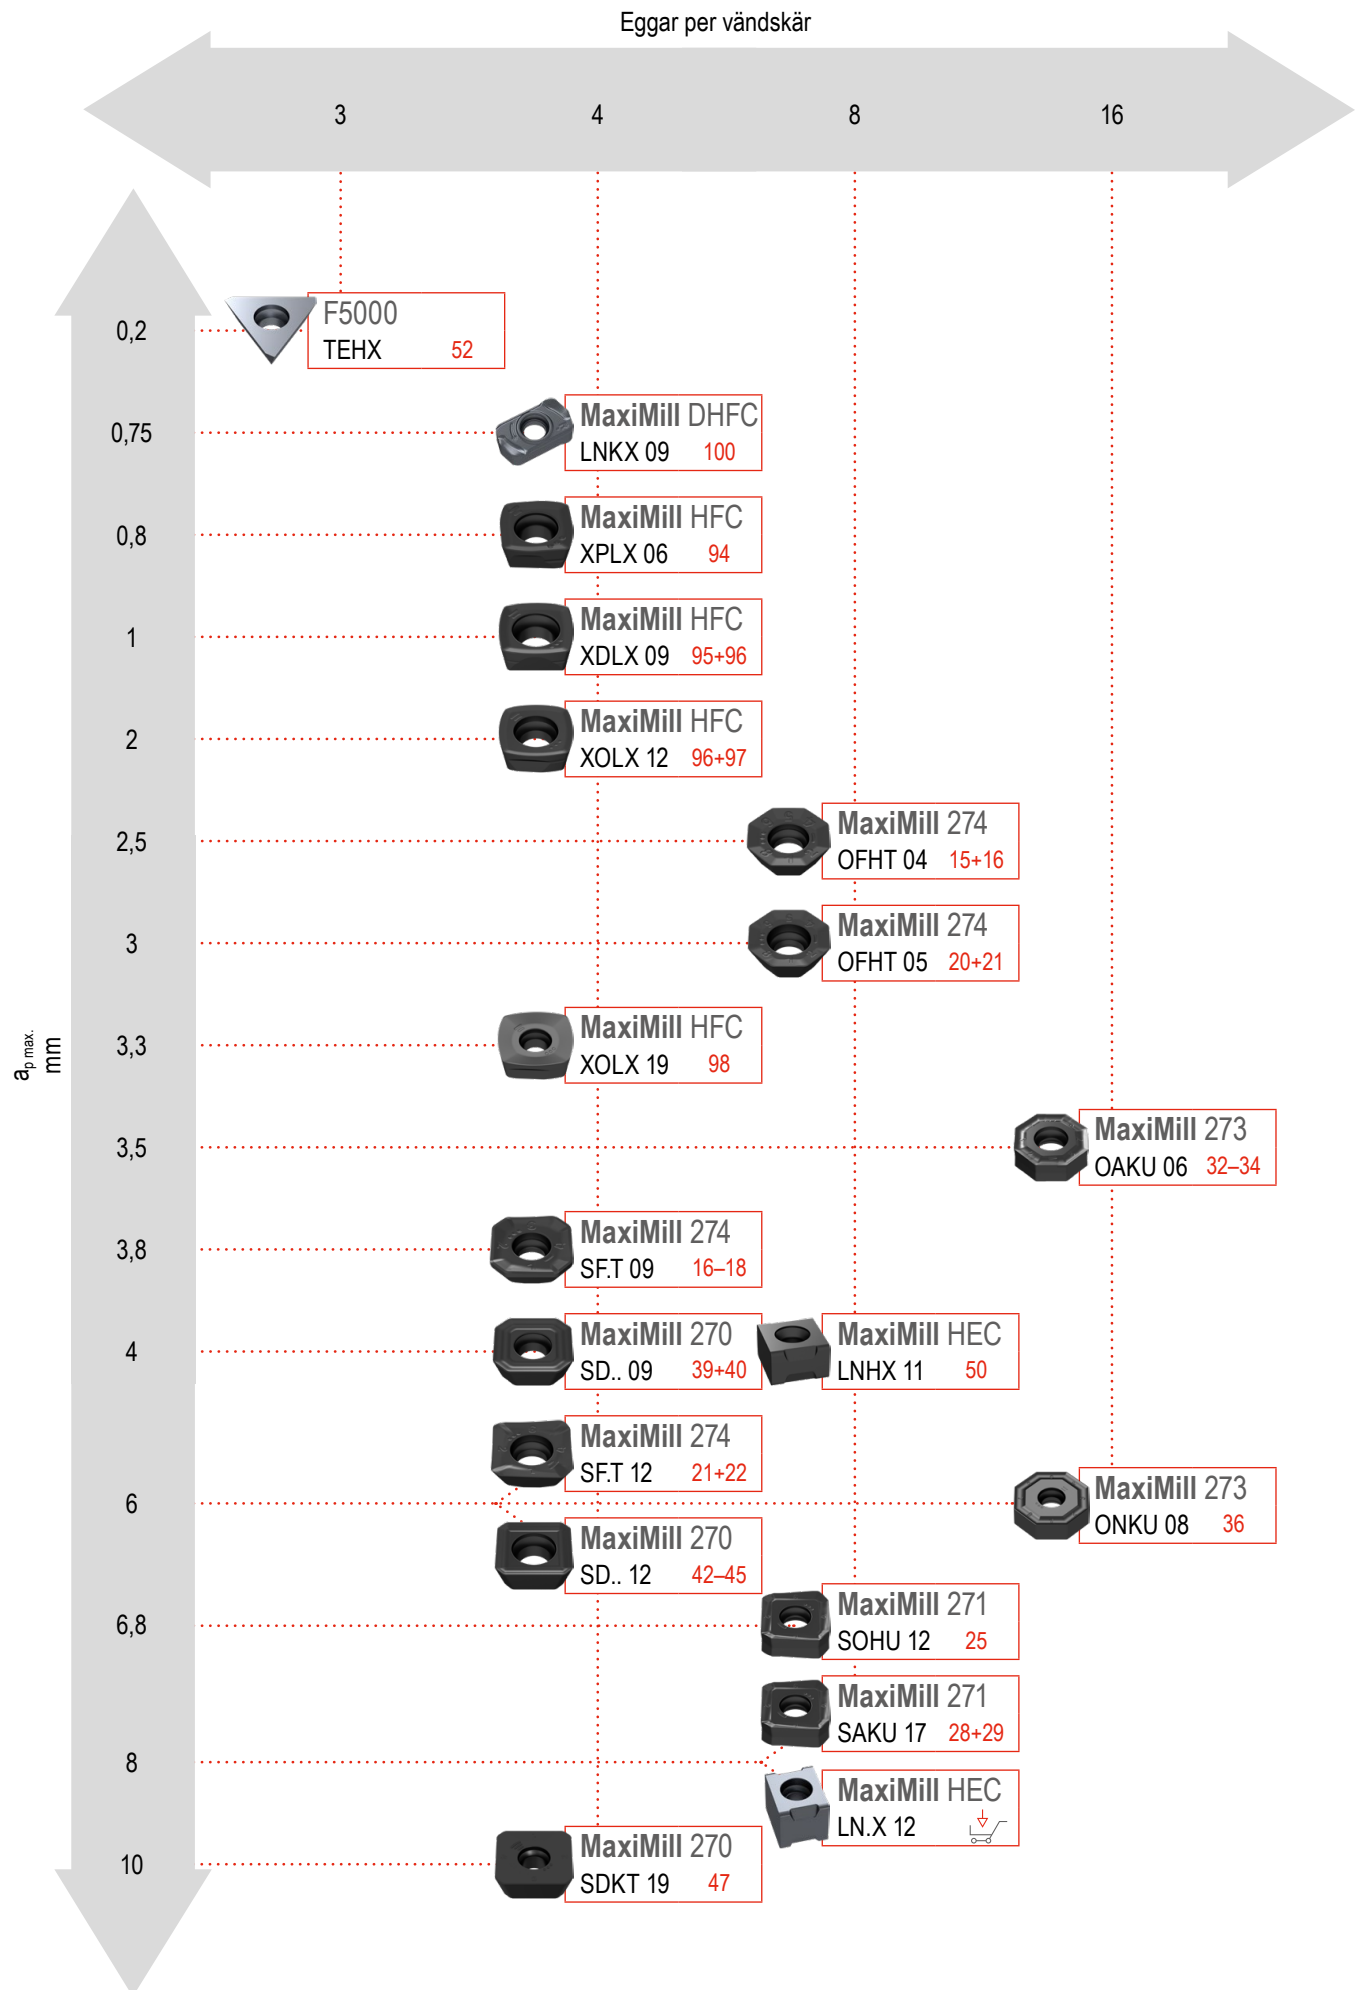 Eggar per vändskär
3 4 8 16
0,2
F5000
TEHX 52
0,75
MaxiMill DHFC
LNKX 09 100
0,8
MaxiMill HFC
XPLX 06 94
1
MaxiMill HFC
XDLX 09 95+96
2
MaxiMill HFC
XOLX 12 96+97
2,5
MaxiMill 274
OFHT 04 15+16
3
MaxiMill 274
OFHT 05 20+21
ap max.
mm
3,3
MaxiMill HFC
XOLX 19 98
3,5
MaxiMill 273
OAKU 06 32–34
3,8
MaxiMill 274
SF.T 09 16–18
4
MaxiMill 270
SD.. 09 39+40
MaxiMill HEC
LNHX 11 50
6
MaxiMill 274
SF.T 12 21+22
MaxiMill 273
ONKU 08 36
MaxiMill 270
SD.. 12 42–45
6,8
MaxiMill 271
SOHU 12 25
8
MaxiMill 271
SAKU 17 28+29
MaxiMill HEC
LN.X 12
10
MaxiMill 270
SDKT 19 47